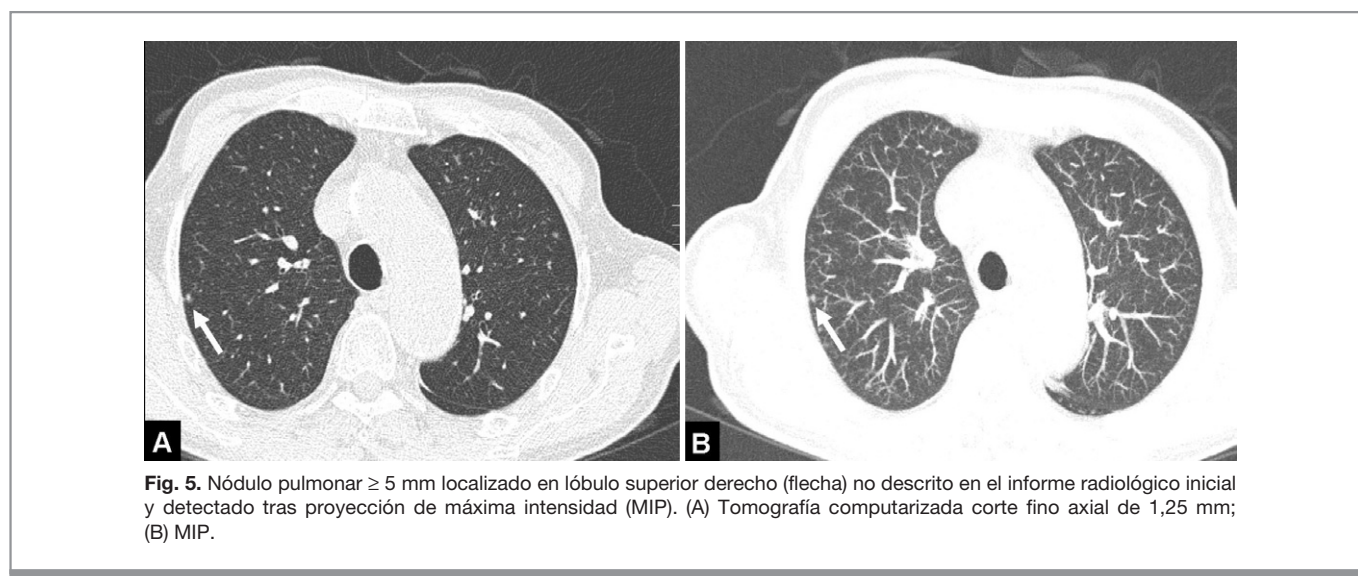 A
B
Fig. 5. Nódulo pulmonar ≥ 5 mm localizado en lóbulo superior derecho (flecha) no descrito en el informe radiológico inicial
y detectado tras proyección de máxima intensidad (MIP). (A) Tomografía computarizada corte fino axial de 1,25 mm;
(B) MIP.